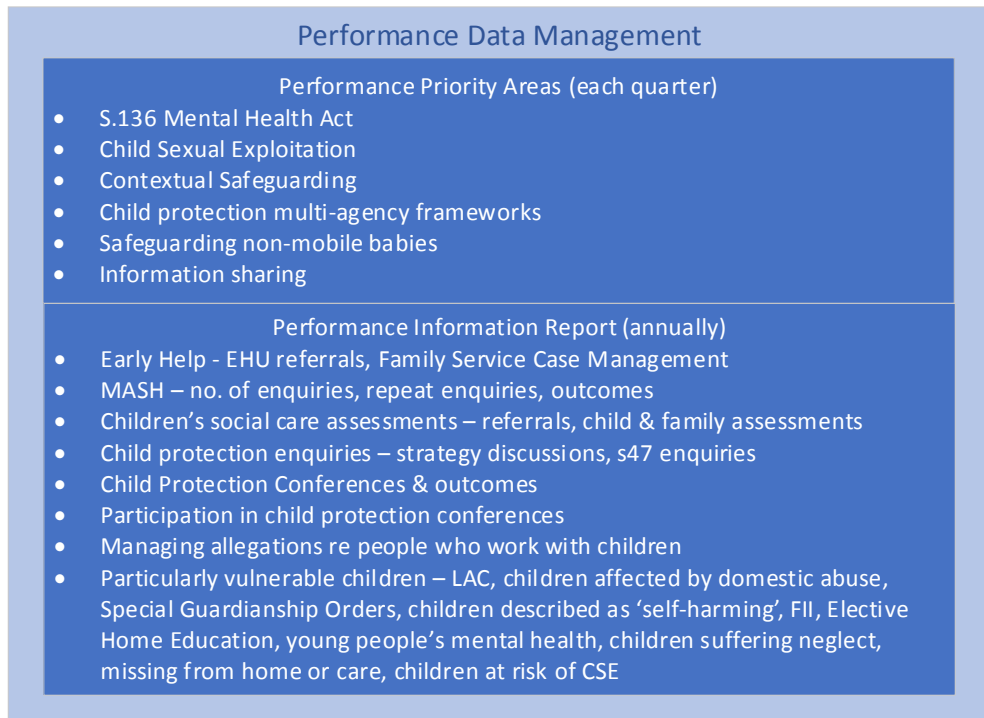 Performance Data Management
Performance Priority Areas (each quarter)
• S.136 Mental Health Act
• Child Sexual Exploitation
• Contextual Safeguarding
• Child protection multi-agency frameworks
• Safeguarding non-mobile babies
• Information sharing
Performance Information Report (annually)
• Early Help - EHU referrals, Family Service Case Management
• MASH – no. of enquiries, repeat enquiries, outcomes
• Children’s social care assessments – referrals, child & family assessments
• Child protection enquiries – strategy discussions, s47 enquiries
• Child Protection Conferences & outcomes
• Participation in child protection conferences
• Managing allegations re people who work with children
• Particularly vulnerable children – LAC, children affected by domestic abuse,
Special Guardianship Orders, children described as ‘self-harming’, FII, Elective
Home Education, young people’s mental health, children suffering neglect,
missing from home or care, children at risk of CSE